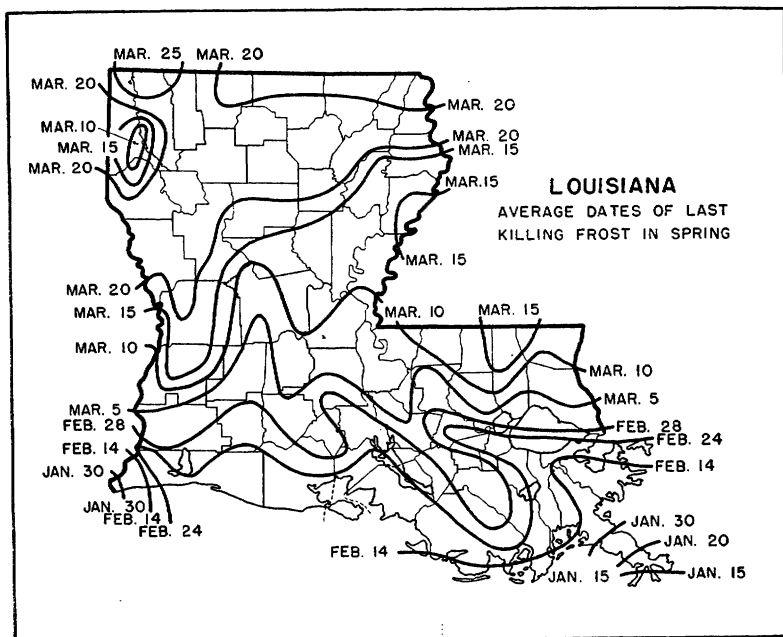 MAR. 25 MAR. 20
MAR. 20
MAR. 20
MAR.10
MAR. 15
MAR. 20
MAR. 20
MAR. 15
MAR.15
LOUISIANA
AVERAGE DATES OF LAST
KILLING FROST IN SPRING
MAR. 15
MAR. 20
MAR. 15
MAR. 10
MAR. 10
MAR. 15
MAR. 10
MAR. 5
MAR. 5
FEB. 28
FEB. 14
JAN. 30
JAN. 30
FEB. 14
FEB. 24
FEB. 28
FEB. 24
FEB. 14
JAN. 30
JAN. 20
FEB. 14
JAN. 15
JAN. 15